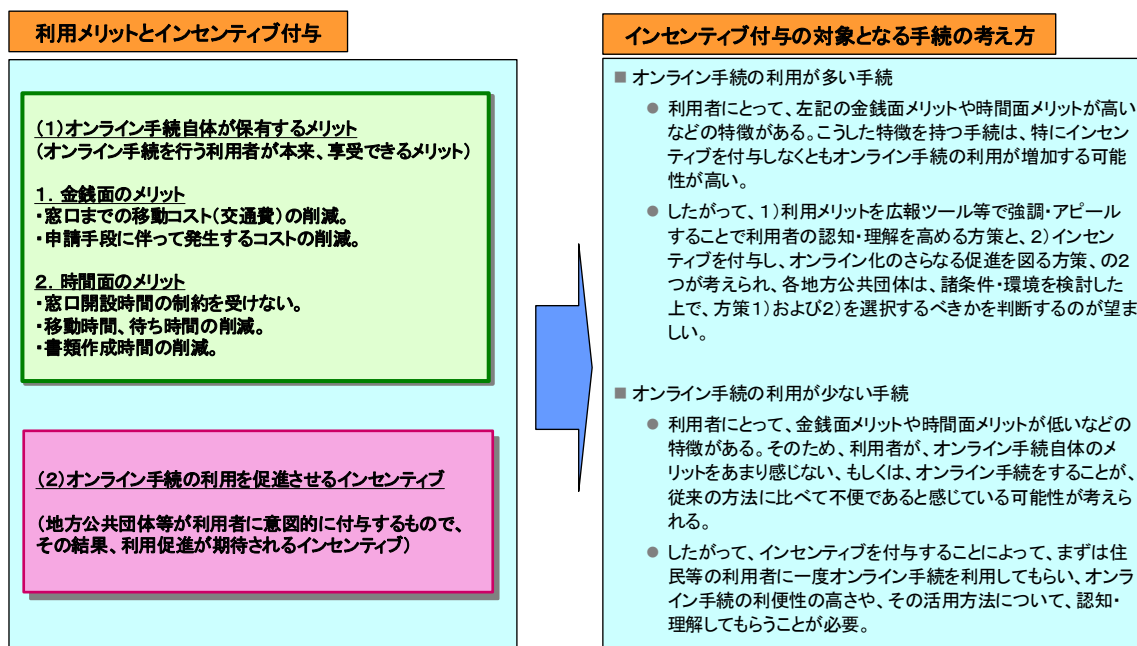 利用メリットとインセンティブ付与
(1)オンライン手続自体が保有するメリット
(オンライン手続を行う利用者が本来、享受できるメリット)
1. 金銭面のメリット
・窓口までの移動コスト(交通費)の削減。
・申請手段に伴って発生するコストの削減。
2. 時間面のメリット
・窓口開設時間の制約を受けない。
・移動時間、待ち時間の削減。
・書類作成時間の削減。
(2)オンライン手続の利用を促進させるインセンティブ
(地方公共団体等が利用者に意図的に付与するもので、
その結果、利用促進が期待されるインセンティブ)
インセンティブ付与の対象となる手続の考え方
■ オンライン手続の利用が多い手続
● 利用者にとって、左記の金銭面メリットや時間面メリットが高い
などの特徴がある。こうした特徴を持つ手続は、特にインセン
ティブを付与しなくともオンライン手続の利用が増加する可能
性が高い。
● したがって、1)利用メリットを広報ツール等で強調・アピール
することで利用者の認知・理解を高める方策と、2)インセン
ティブを付与し、オンライン化のさらなる促進を図る方策、の2
つが考えられ、各地方公共団体は、諸条件・環境を検討した
上で、方策1)および2)を選択するべきかを判断するのが望ま
しい。
■ オンライン手続の利用が少ない手続
● 利用者にとって、金銭面メリットや時間面メリットが低いなどの
特徴がある。そのため、利用者が、オンライン手続自体のメ
リットをあまり感じない、もしくは、オンライン手続をすることが、
従来の方法に比べて不便であると感じている可能性が考えら
れる。
● したがって、インセンティブを付与することによって、まずは住
民等の利用者に一度オンライン手続を利用してもらい、オンラ
イン手続の利便性の高さや、その活用方法について、認知・
理解してもらうことが必要。